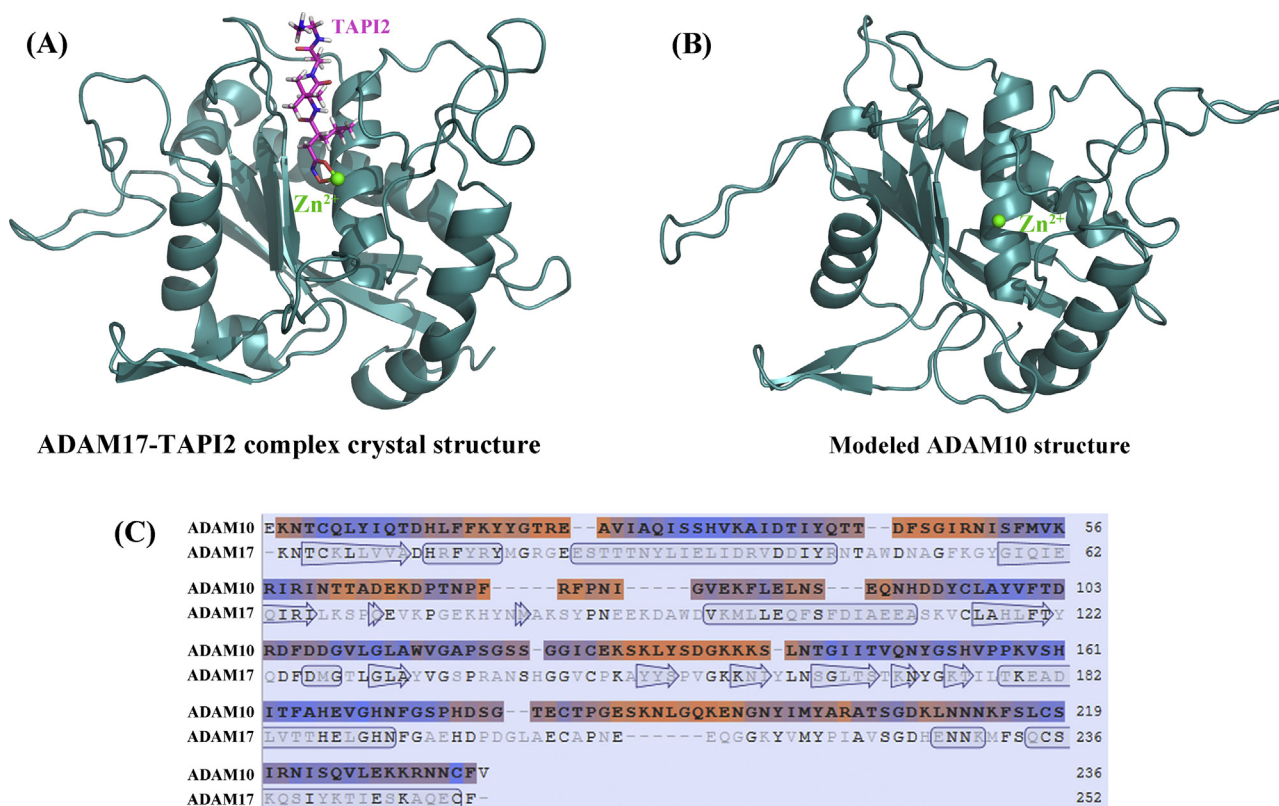 (A)
TAPI2
Zn²⁺
ADAM17-TAPI2 complex crystal structure
(B)
Zn²⁺
Modeled ADAM10 structure
(C)
ADAM10 EKNTCQLYIQTDHLFFKYYGTRE--AVIAQISSHVKAIDTIYQTT--DFSGIRNISFMVK 56
ADAM17 -KNTCKLLVVADHRFYRYMGRGEESTTTNYLIELIDRVDDIYRNTAWDNAGFKGYGIQIE 62
ADAM10 RIRINTTADEKDPTNPF-----RFPNI-----GVEKFLELNS---EQNHDDYCLAYVFTD 103
ADAM17 QIRILKSPQEVKPGEKHYNMAKSYPNEEKDAWDVKMLLEQFSFDIAEEASKVCLAHLFTY 122
ADAM10 RDFDDGVLGLAWVGAPSGSS-GGICEKSKLYSDGKKKS-LNTGIITVQNYGSHVPPKVSH 161
ADAM17 QDFDMGTLGLAYVGSPRANSHGGVCPKAYYSPVGKKNIYLNSGLTSTKNYGKTILTKEAD 182
ADAM10 ITFAHEVGHNFGSPHDSG--TECTPGESKNLGQKENGNYIMYARATSGDKLNNNKFSLCS 219
ADAM17 LVTTHELGHNFGAEHDPDGLAECAPNE------EQGGKYVMYPIAVSGDHENNKMFSQCS 236
ADAM10 IRNISQVLEKKRNNCFV 236
ADAM17 KQSIYKTIESKAQECF- 252